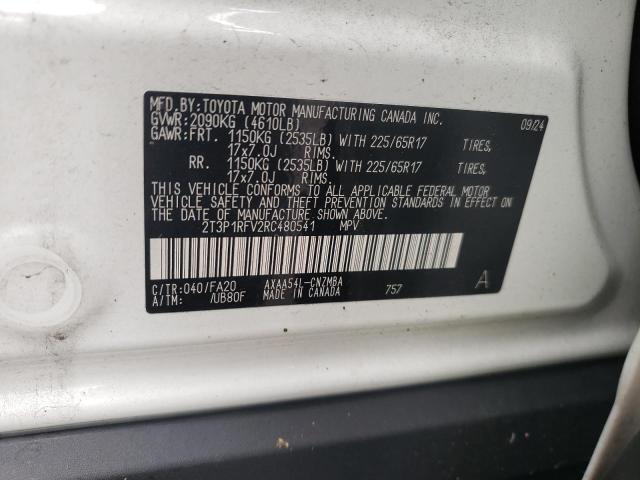 MFD.BY:TOYOTA MOTOR MANUFACTURING CANADA INC.
GVWR:2090KG (4610LB) 09/24
GAWR:FRT. 1150KG (2535LB) WITH 225/65R17 TIRES,
17x7.0J RIMS.
RR. 1150KG (2535LB) WITH 225/65R17 TIRES,
17x7.0J RIMS.
THIS VEHICLE CONFORMS TO ALL APPLICABLE FEDERAL MOTOR
VEHICLE SAFETY AND THEFT PREVENTION STANDARDS IN EFFECT ON
THE DATE OF MANUFACTURE SHOWN ABOVE.
2T3P1RFV2RC480541 MPV
C/TR:040/FA20 AXAA54L-CNZMBA 757 A
A/TM: /UB80F MADE IN CANADA